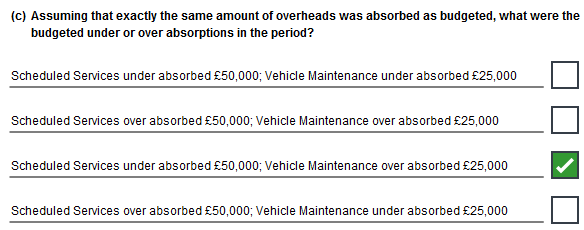 (c) Assuming that exactly the same amount of overheads was absorbed as budgeted, what were the
budgeted under or over absorptions in the period?
Scheduled Services under absorbed £50,000; Vehicle Maintenance under absorbed £25,000
Scheduled Services over absorbed £50,000; Vehicle Maintenance over absorbed £25,000
Scheduled Services under absorbed £50,000; Vehicle Maintenance over absorbed £25,000
Scheduled Services over absorbed £50,000; Vehicle Maintenance under absorbed £25,000